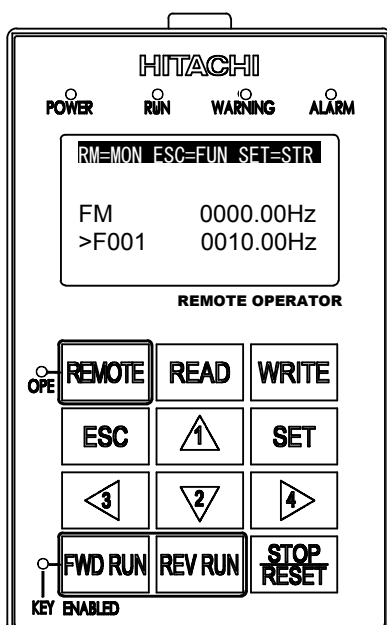 HITACHI
POWER RUN WARNING ALARM
RM=MON ESC=FUN SET=STR
FM 0000.00Hz
>F001 0010.00Hz
REMOTE OPERATOR
OPE REMOTE READ WRITE
ESC 1 SET
3 2 4
FWD RUN REV RUN STOP
RESET
KEY ENABLED